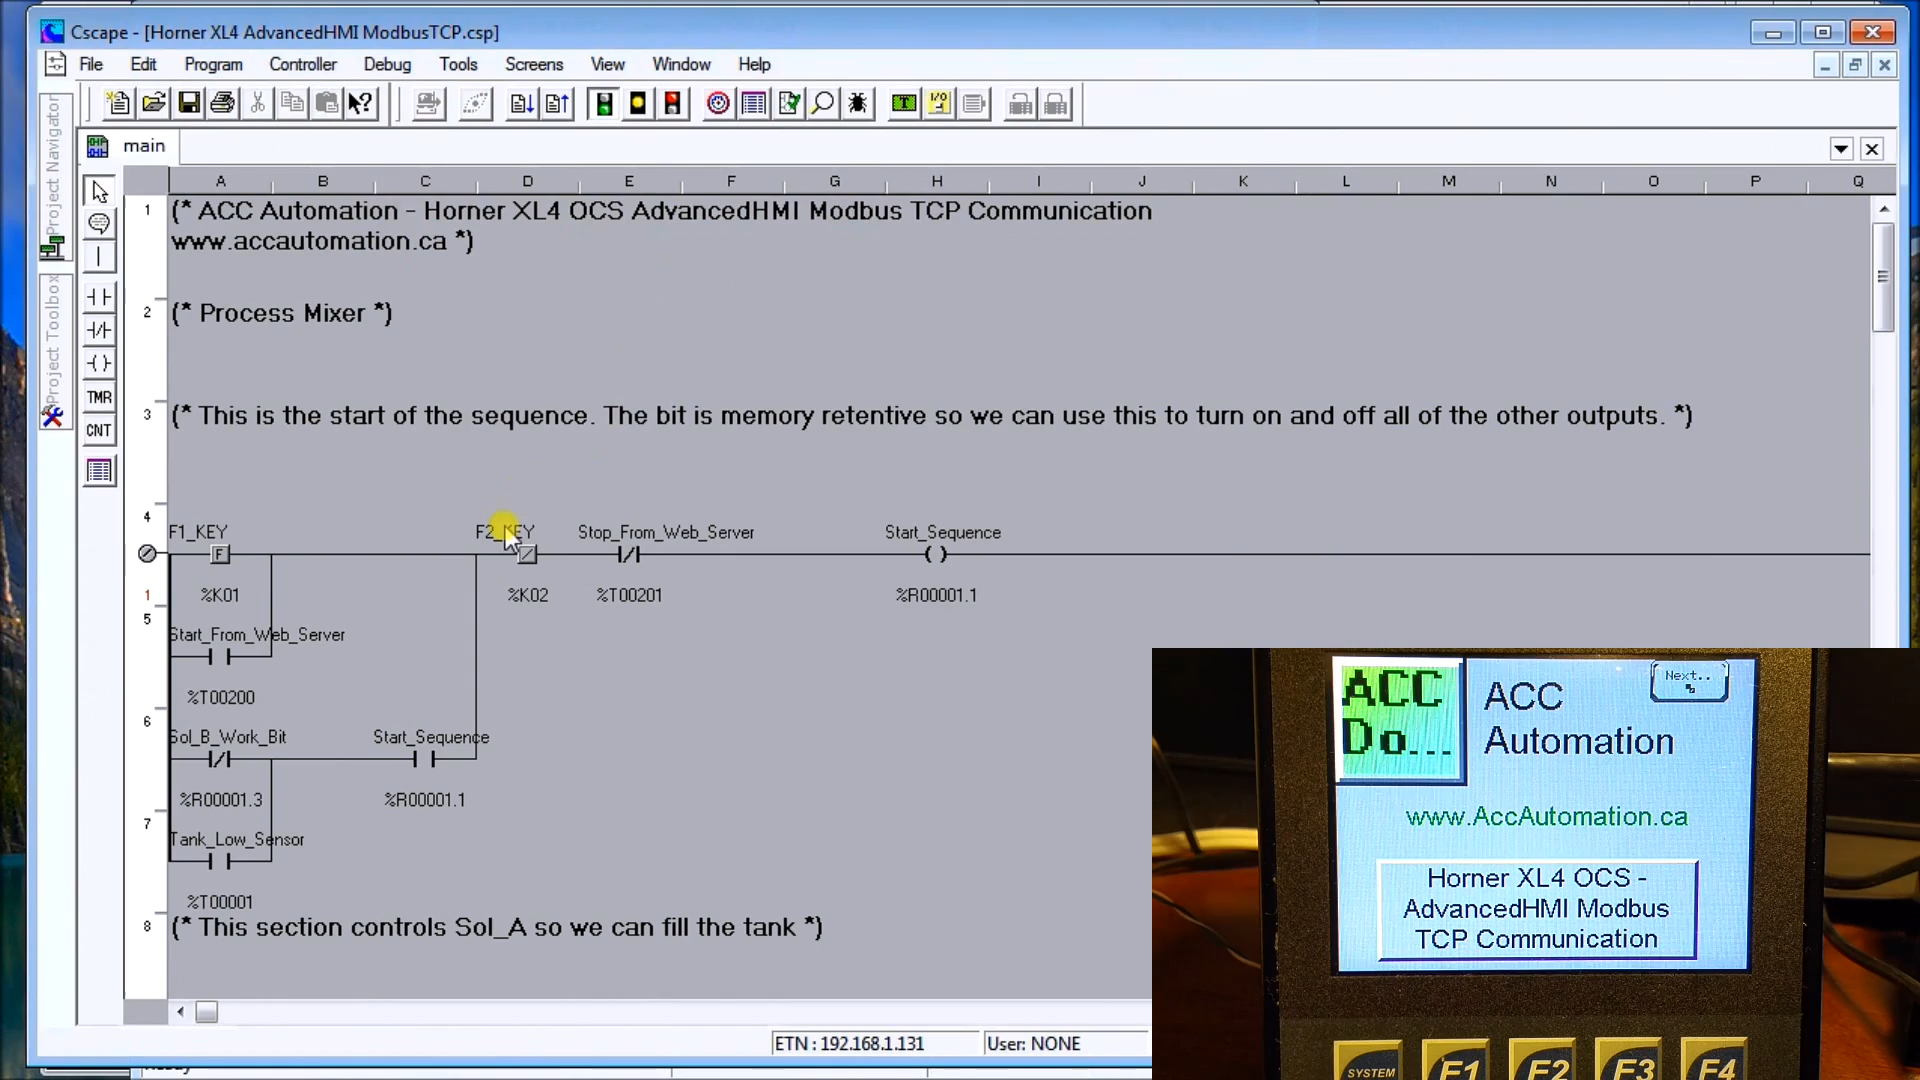 Cscape - [Horner XL4 AdvancedHMI ModbusTCP.csp]
File Edit Program Controller Debug Tools Screens View Window Help
Project Navigator
Project Toolbox
main
A B C D E F G H I J K L M N O P Q
TMR
CNT
1 (* ACC Automation - Horner XL4 OCS AdvancedHMI Modbus TCP Communication
www.accautomation.ca *)
2 (* Process Mixer *)
3 (* This is the start of the sequence. The bit is memory retentive so we can use this to turn on and off all of the other outputs. *)
4
F1_KEY F2_KEY Stop_From_Web_Server Start_Sequence
F
1 %K01 %K02 %T00201 %R00001.1
5
Start_From_Web_Server
%T00200
6
Sol_B_Work_Bit Start_Sequence
%R00001.3 %R00001.1
7
Tank_Low_Sensor
%T00001
8 (* This section controls Sol_A so we can fill the tank *)
ETN : 192.168.1.131 User: NONE
ACC
Do...
ACC
Automation
Next..
www.AccAutomation.ca
Horner XL4 OCS -
AdvancedHMI Modbus
TCP Communication
SYSTEM F1 F2 F3 F4